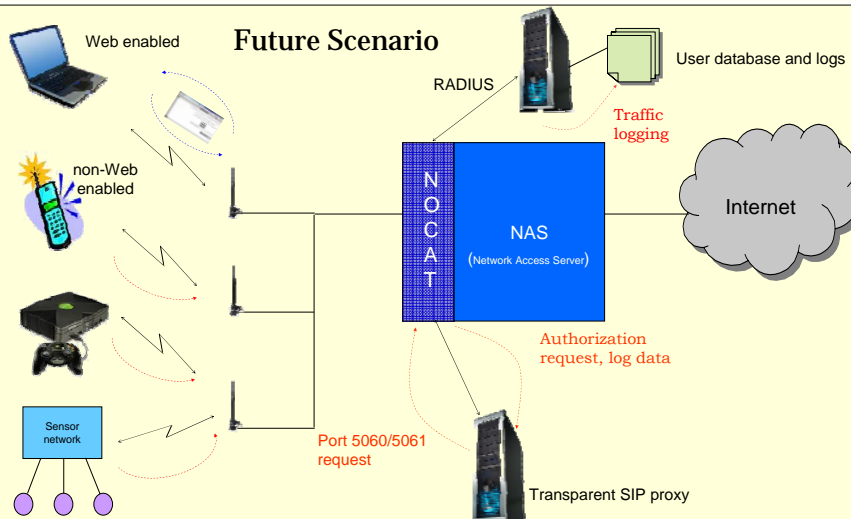 Future Scenario
Web enabled
non-Web
enabled
Sensor
network
RADIUS
User database and logs
Traffic
logging
N
O
C
A
T
NAS
(Network Access Server)
Internet
Authorization
request, log data
Port 5060/5061
request
Transparent SIP proxy